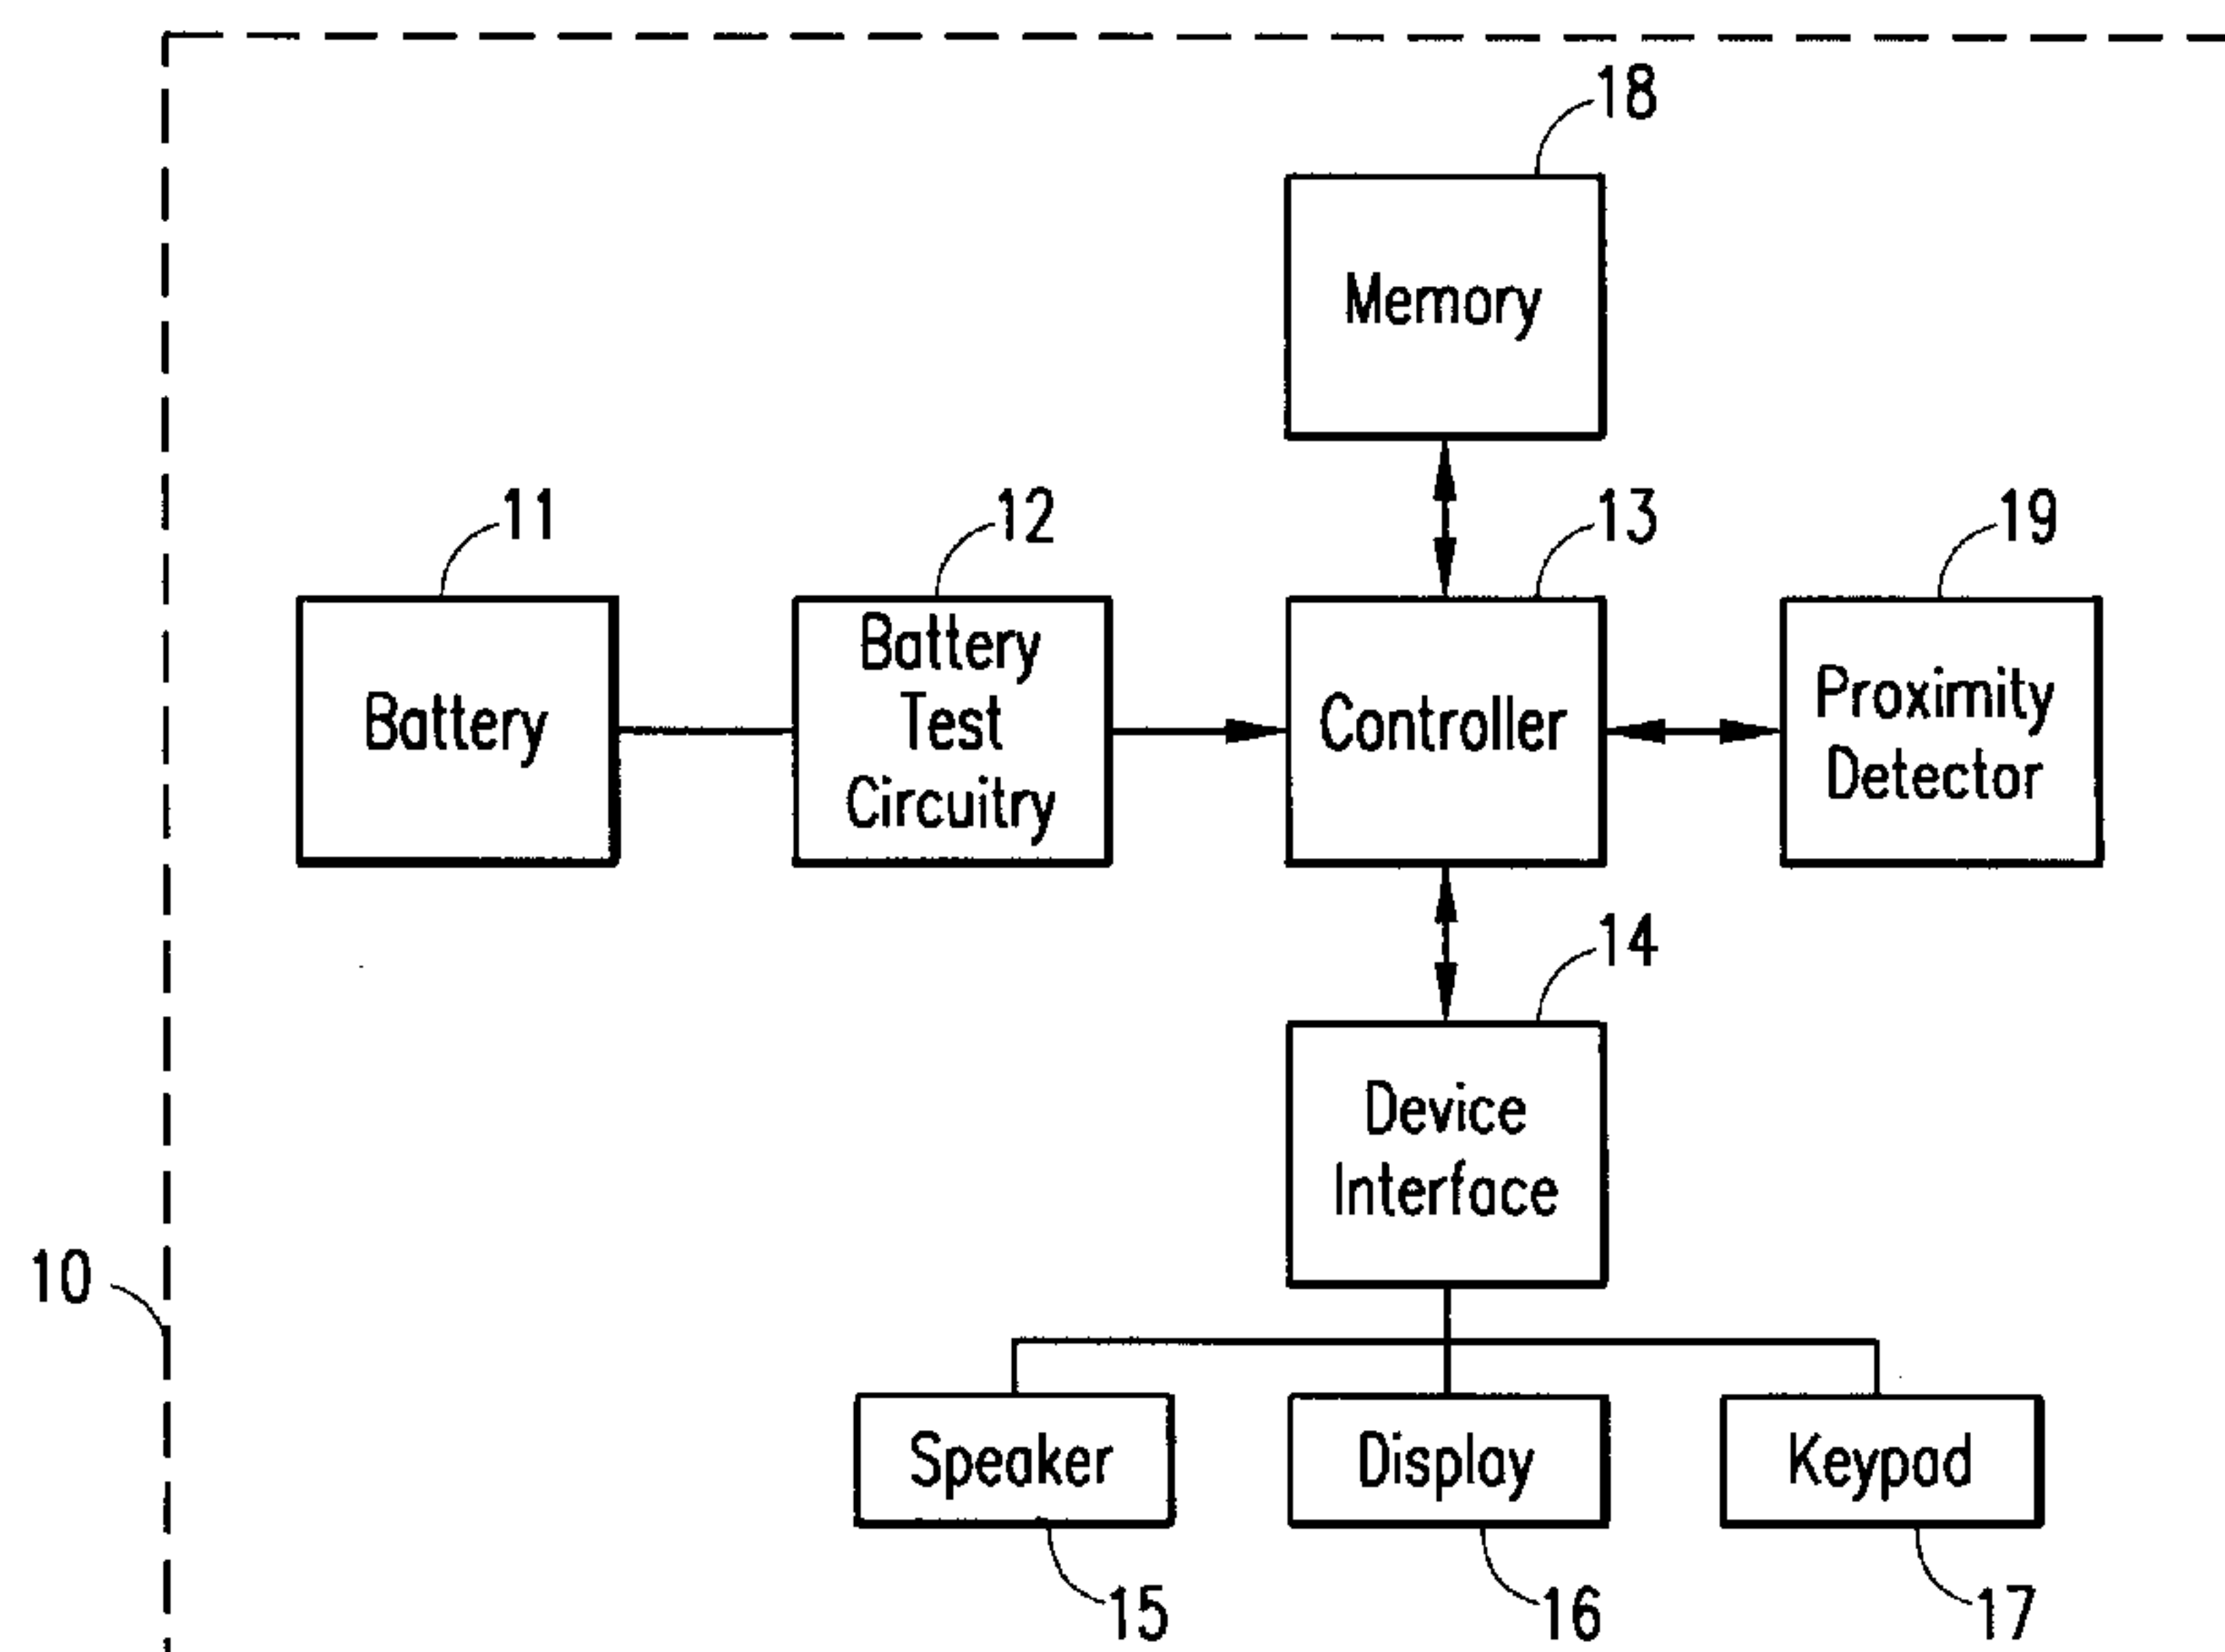 18
Memory
11
12
13
19
Battery
Battery
Test
Circuitry
Controller
Proximity
Detector
14
Device
Interface
10
Speaker
Display
Keypad
15
16
17